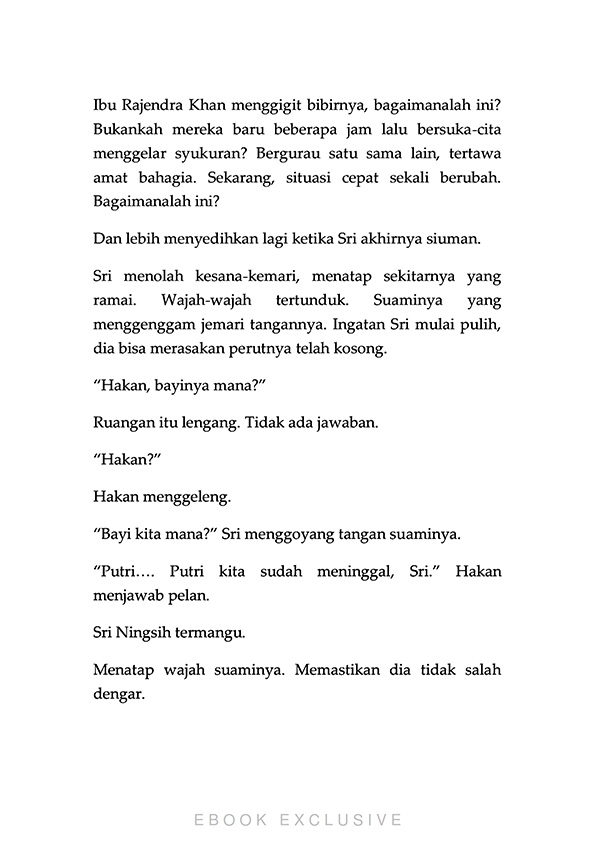 Ibu Rajendra Khan menggigit bibirnya, bagaimanalah ini?
Bukankah mereka baru beberapa jam lalu bersuka-cita
menggelar syukuran? Bergurau satu sama lain, tertawa
amat bahagia. Sekarang, situasi cepat sekali berubah.
Bagaimanalah ini?
Dan lebih menyedihkan lagi ketika Sri akhirnya siuman.
Sri menolah kesana-kemari, menatap sekitarnya yang
ramai. Wajah-wajah tertunduk. Suaminya yang
menggenggam jemari tangannya. Ingatan Sri mulai pulih,
dia bisa merasakan perutnya telah kosong.
“Hakan, bayinya mana?”
Ruangan itu lengang. Tidak ada jawaban.
“Hakan?”
Hakan menggeleng.
“Bayi kita mana?” Sri menggoyang tangan suaminya.
“Putri…. Putri kita sudah meninggal, Sri.” Hakan
menjawab pelan.
Sri Ningsih termangu.
Menatap wajah suaminya. Memastikan dia tidak salah
dengar.
EBOOK EXCLUSIVE